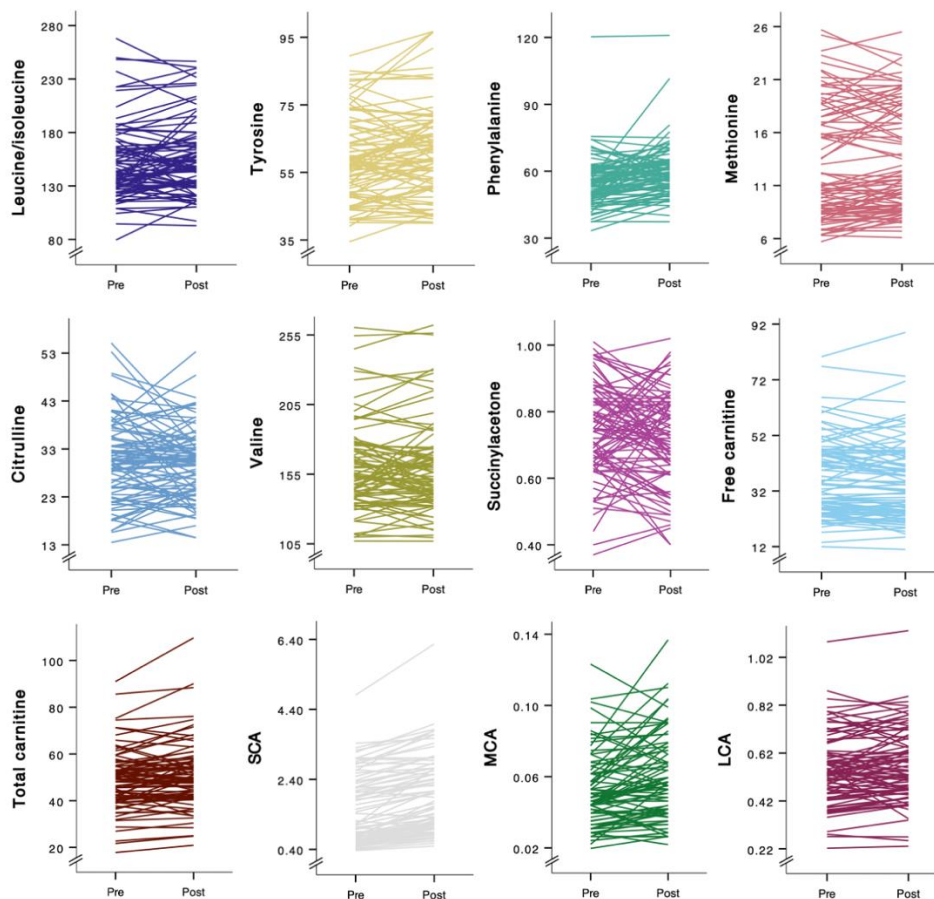 Leucine/isoleucine
280
230
180
130
80
Pre
Post
Tyrosine
95
75
55
35
Pre
Post
Phenylalanine
120
90
60
30
Pre
Post
Methionine
26
21
16
11
6
Pre
Post
Citrulline
53
43
33
23
13
Pre
Post
Valine
255
205
155
105
Pre
Post
Succinylacetone
1.00
0.80
0.60
0.40
Pre
Post
Free carnitine
92
72
52
32
12
Pre
Post
Total carnitine
100
80
60
40
20
Pre
Post
SCA
6.40
4.40
2.40
0.40
Pre
Post
MCA
0.14
0.10
0.06
0.02
Pre
Post
LCA
1.02
0.82
0.62
0.42
0.22
Pre
Post